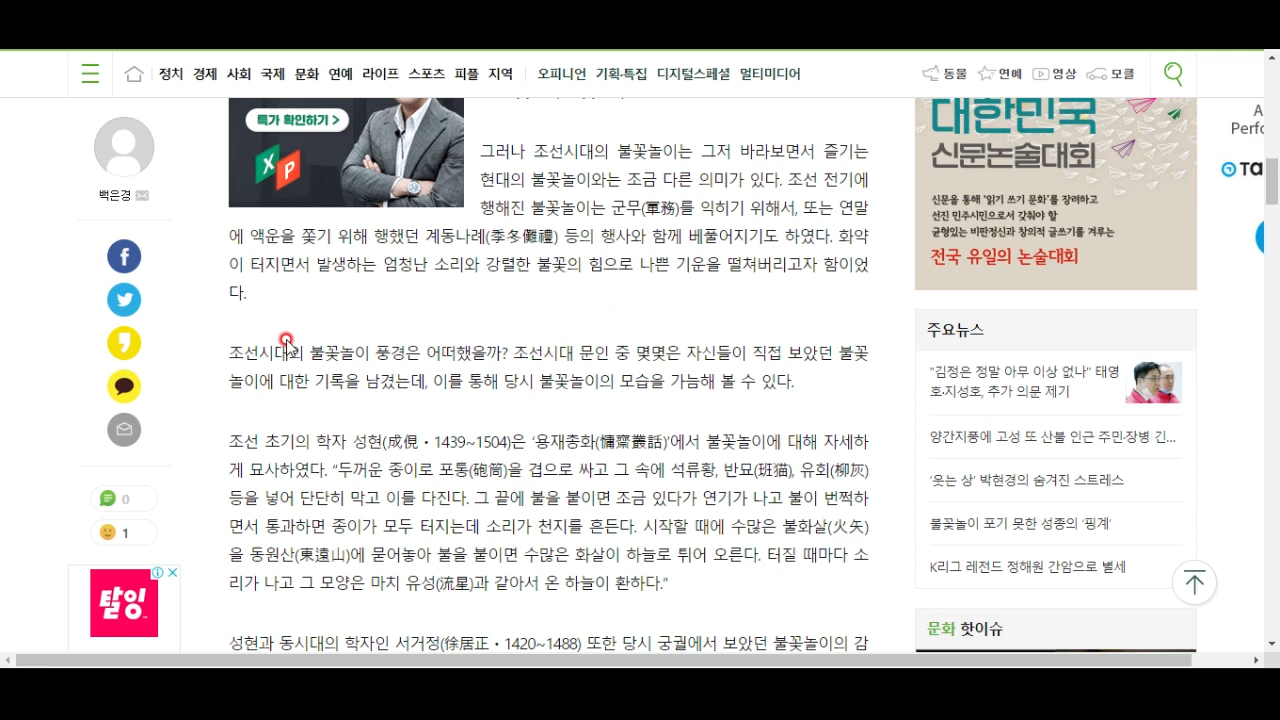 정치 경제 사회 국제 문화 연예 라이프 스포츠 피플 지역 오피니언 기획·특집 디지털스페셜 멀티미디어 동물 연예 영상 모클
특가 확인하기 >
X P
백은경
그러나 조선시대의 불꽃놀이는 그저 바라보면서 즐기는
현대의 불꽃놀이와는 조금 다른 의미가 있다. 조선 전기에
행해진 불꽃놀이는 군무(軍務)를 익히기 위해서, 또는 연말
에 액운을 쫓기 위해 행했던 계동나례(季冬儺禮) 등의 행사와 함께 베풀어지기도 하였다. 화약
이 터지면서 발생하는 엄청난 소리와 강렬한 불꽃의 힘으로 나쁜 기운을 떨쳐버리고자 함이었
다.
조선시대의 불꽃놀이 풍경은 어떠했을까? 조선시대 문인 중 몇몇은 자신들이 직접 보았던 불꽃
놀이에 대한 기록을 남겼는데, 이를 통해 당시 불꽃놀이의 모습을 가늠해 볼 수 있다.
조선 초기의 학자 성현(成俔·1439~1504)은 ‘용재총화(慵齋叢話)’에서 불꽃놀이에 대해 자세하
게 묘사하였다. “두꺼운 종이로 포통(砲筒)을 겹으로 싸고 그 속에 석류황, 반묘(班猫), 유회(柳灰)
등을 넣어 단단히 막고 이를 다진다. 그 끝에 불을 붙이면 조금 있다가 연기가 나고 불이 번쩍하
면서 통과하면 종이가 모두 터지는데 소리가 천지를 흔든다. 시작할 때에 수많은 불화살(火矢)
을 동원산(東遠山)에 묻어놓아 불을 붙이면 수많은 화살이 하늘로 튀어 오른다. 터질 때마다 소
리가 나고 그 모양은 마치 유성(流星)과 같아서 온 하늘이 환하다.”
성현과 동시대의 학자인 서거정(徐居正·1420~1488) 또한 당시 궁궐에서 보았던 불꽃놀이의 감
0
1
탈잉
대한민국
신문논술대회
신문을 통해 ‘읽기 쓰기 문화’를 장려하고
선진 민주시민으로서 갖춰야 할
균형있는 비판정신과 창의적 글쓰기를 겨루는
전국 유일의 논술대회
주요뉴스
"김정은 정말 아무 이상 없나" 태영
호·지성호, 추가 의문 제기
양간지풍에 고성 또 산불 인근 주민·장병 긴...
‘웃는 상’ 박현경의 숨겨진 스트레스
불꽃놀이 포기 못한 성종의 ‘핑계’
K리그 레전드 정해원 간암으로 별세
문화 핫이슈